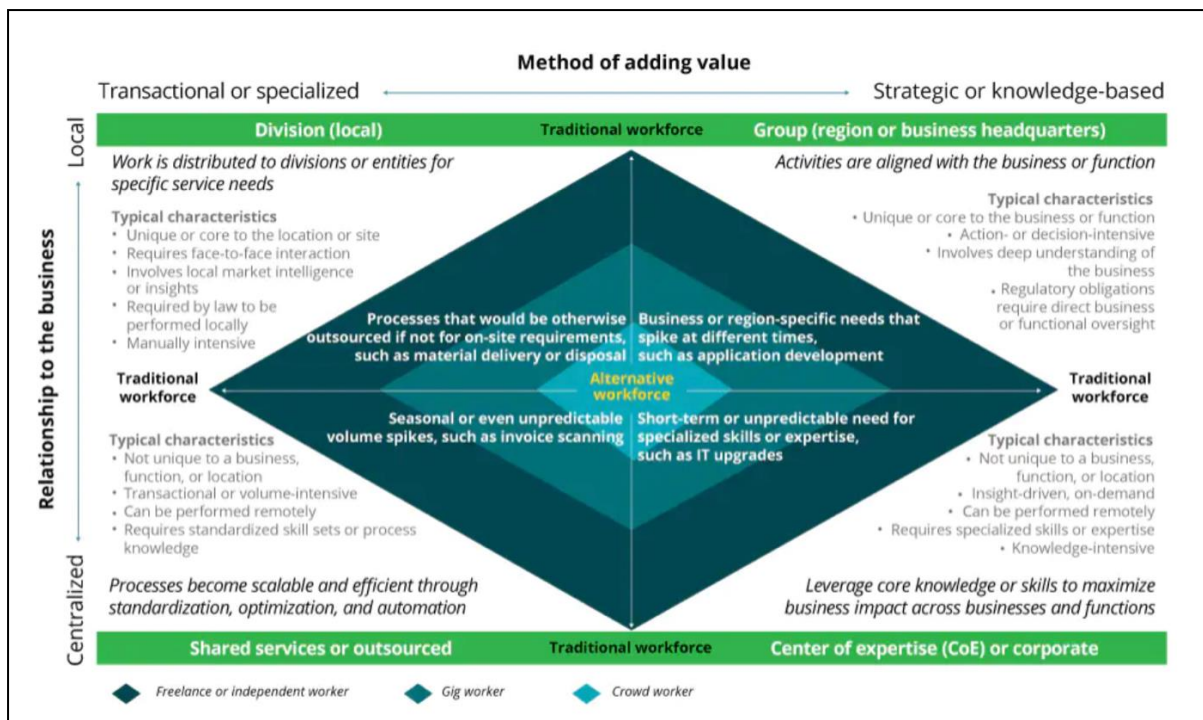 Method of adding value
Transactional or specialized
Strategic or knowledge-based
Local
Division (local)
Traditional workforce
Group (region or business headquarters)
Work is distributed to divisions or entities for
specific service needs
Activities are aligned with the business or function
Typical characteristics
• Unique or core to the location or site
• Requires face-to-face interaction
• Involves local market intelligence
or insights
• Required by law to be
performed locally
• Manually intensive
Typical characteristics
• Unique or core to the business or function
• Action- or decision-intensive
• Involves deep understanding of
the business
• Regulatory obligations
require direct business
or functional oversight
Relationship to the business
Processes that would be otherwise
outsourced if not for on-site requirements,
such as material delivery or disposal
Business or region-specific needs that
spike at different times,
such as application development
Traditional
workforce
Alternative
workforce
Traditional
workforce
Seasonal or even unpredictable
volume spikes, such as invoice scanning
Short-term or unpredictable need for
specialized skills or expertise,
such as IT upgrades
Typical characteristics
• Not unique to a business,
function, or location
• Transactional or volume-intensive
• Can be performed remotely
• Requires standardized skill sets or process
knowledge
Typical characteristics
• Not unique to a business,
function, or location
• Insight-driven, on-demand
• Can be performed remotely
• Requires specialized skills or expertise
• Knowledge-intensive
Centralized
Processes become scalable and efficient through
standardization, optimization, and automation
Leverage core knowledge or skills to maximize
business impact across businesses and functions
Shared services or outsourced
Traditional workforce
Center of expertise (CoE) or corporate
Freelance or independent worker
Gig worker
Crowd worker